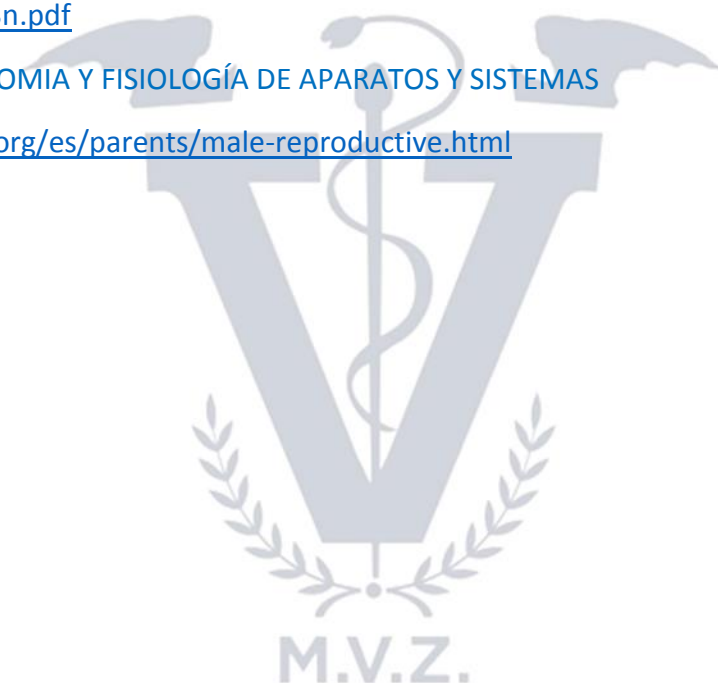 n.pdf
OMIA Y FISIOLOGÍA DE APARATOS Y SISTEMAS
org/es/parents/male-reproductive.html
V
M.V.Z.